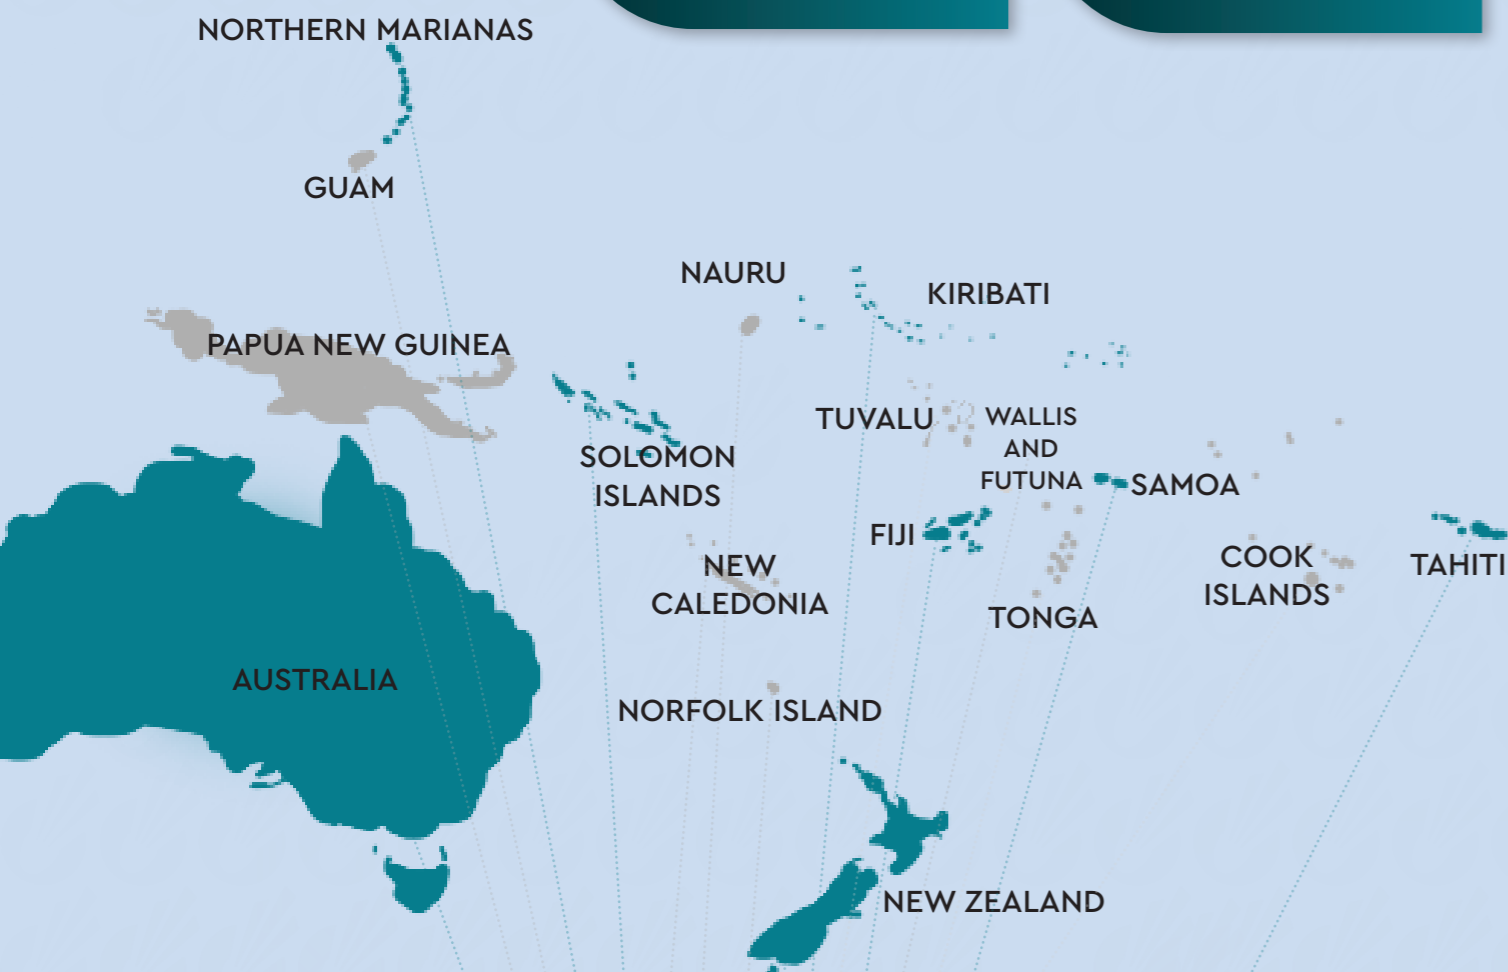 NORTHERN MARIANAS
GUAM
NAURU
KIRIBATI
PAPUA NEW GUINEA
TUVALU
WALLIS
AND
FUTUNA
SOLOMON
ISLANDS
SAMOA
FIJI
NEW
CALEDONIA
TONGA
COOK
ISLANDS
TAHITI
AUSTRALIA
NORFOLK ISLAND
NEW ZEALAND